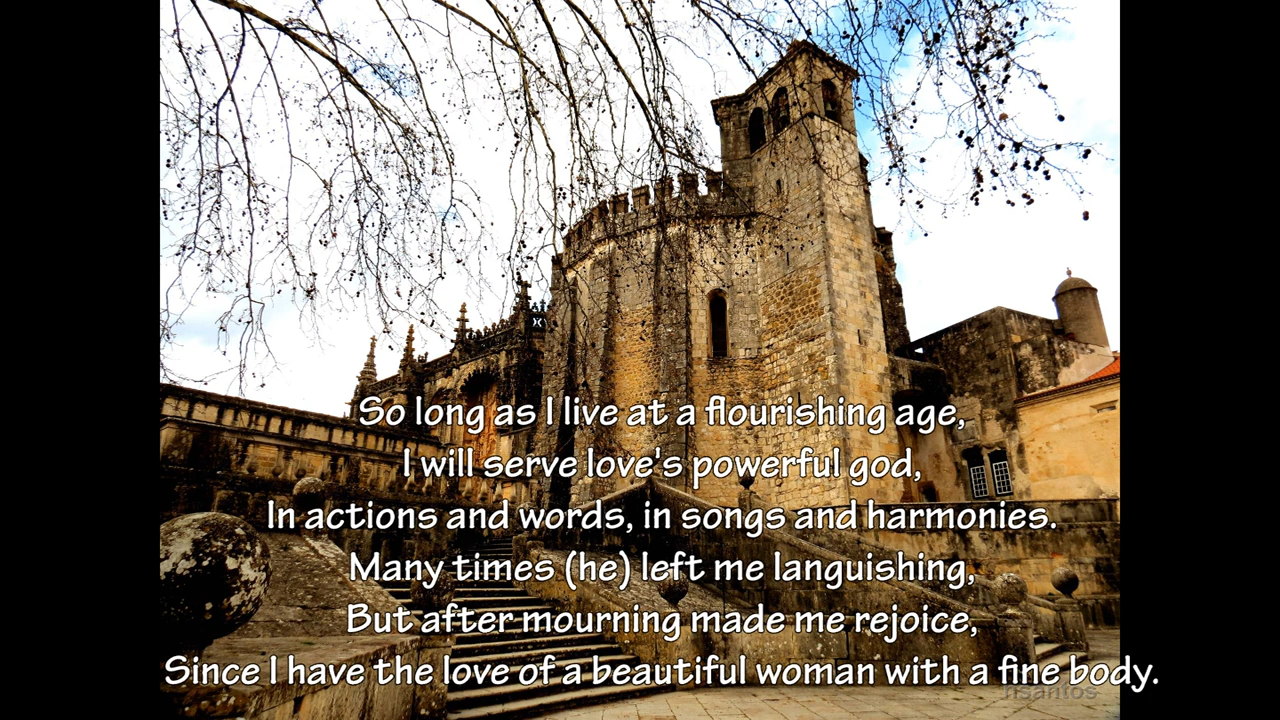 So long as I live at a flourishing age,
I will serve love's powerful god,
In actions and words, in songs and harmonies.
Many times (he) left me languishing,
But after mourning made me rejoice,
Since I have the love of a beautiful woman with a fine body.
nsantos